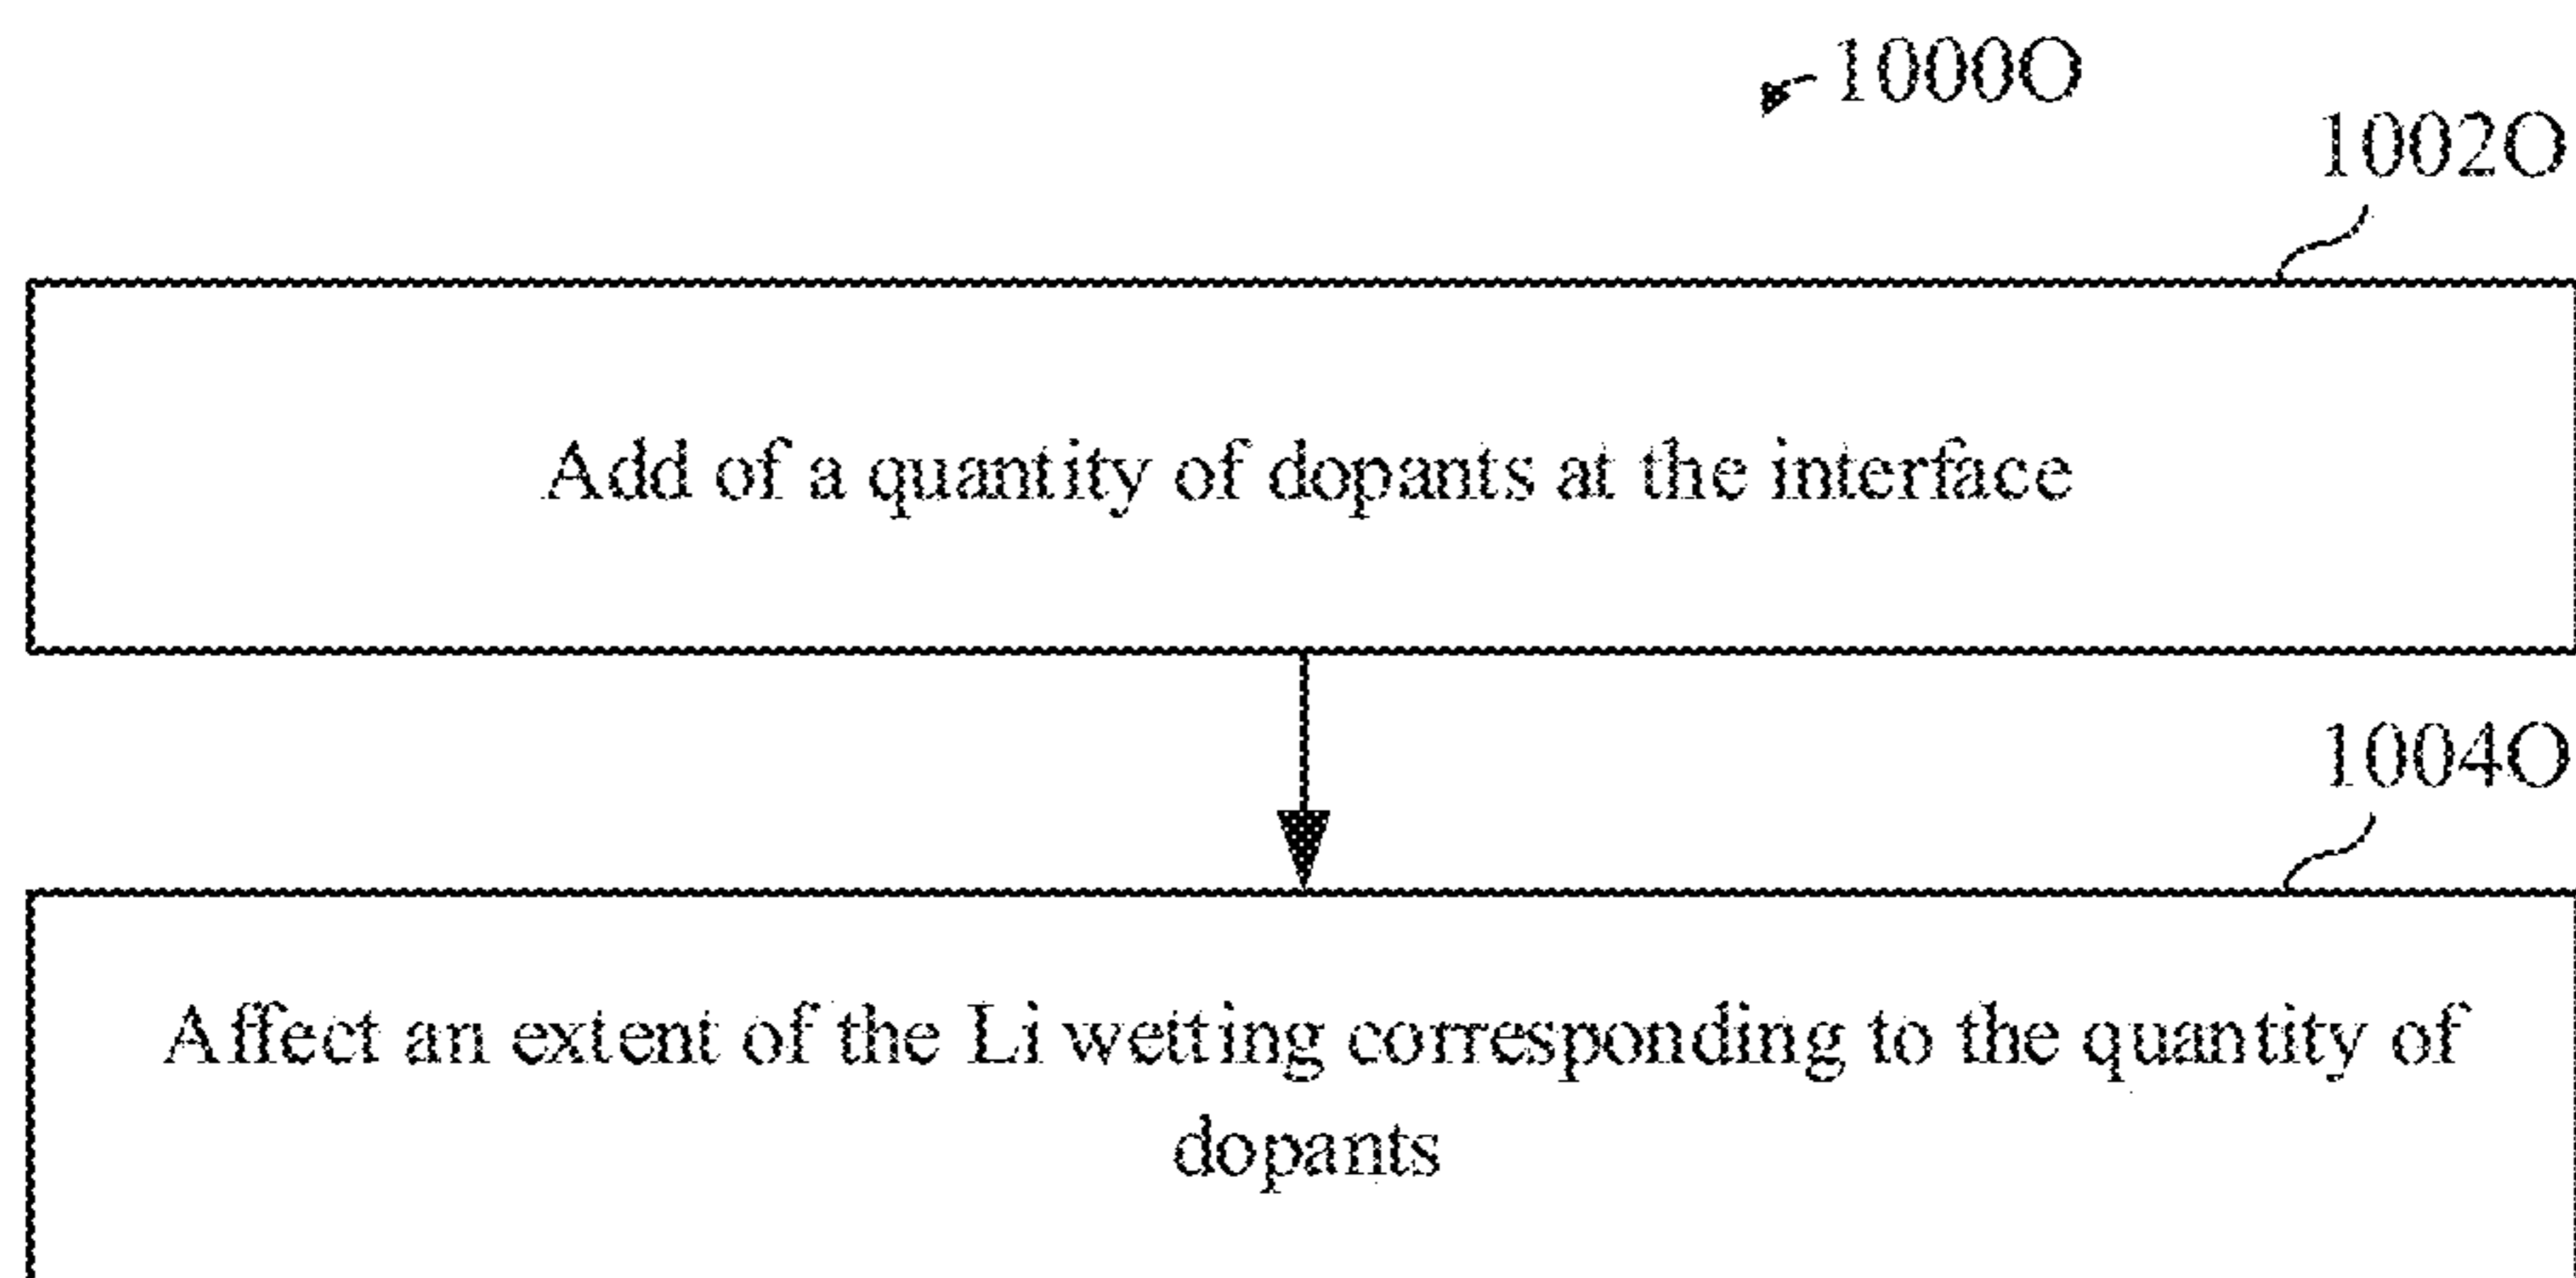 1000O
1002O
Add of a quantity of dopants at the interface
1004O
Affect an extent of the Li wetting corresponding to the quantity of
dopants